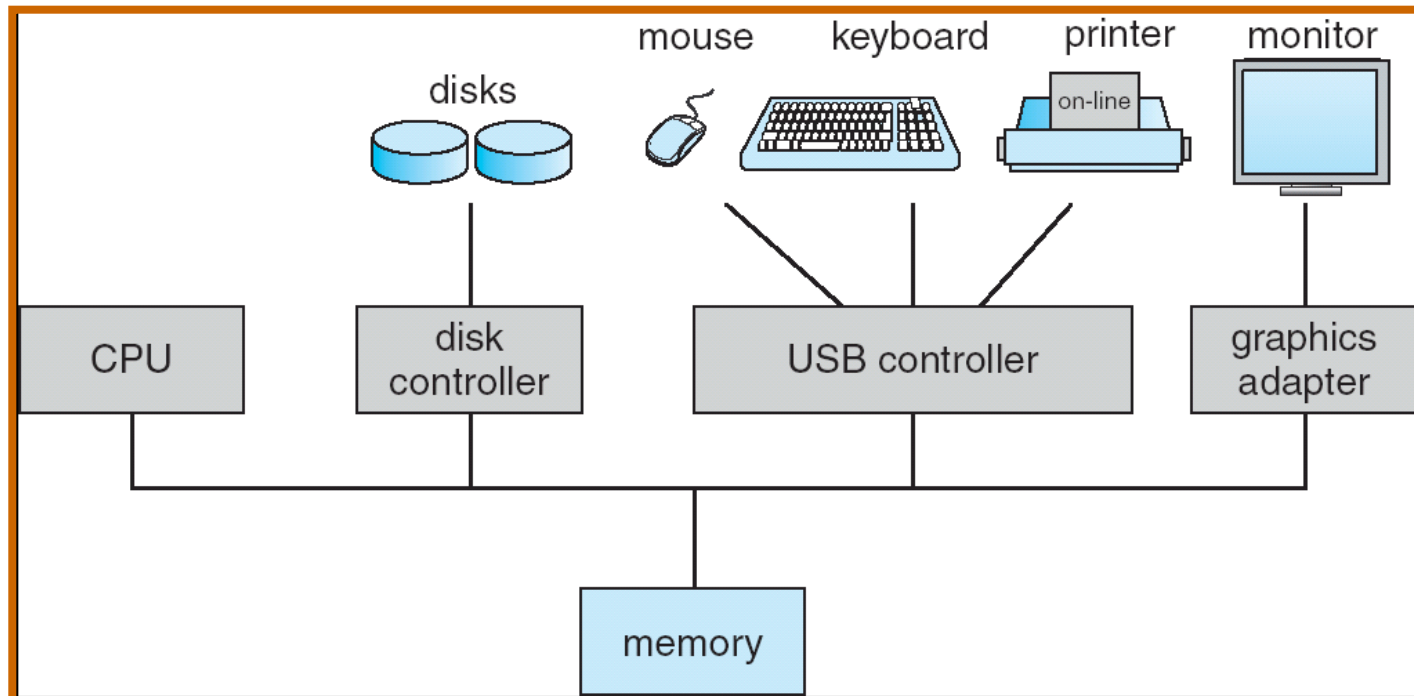 mouse
keyboard
printer
monitor
disks
on-line
CPU
disk
controller
USB controller
graphics
adapter
memory